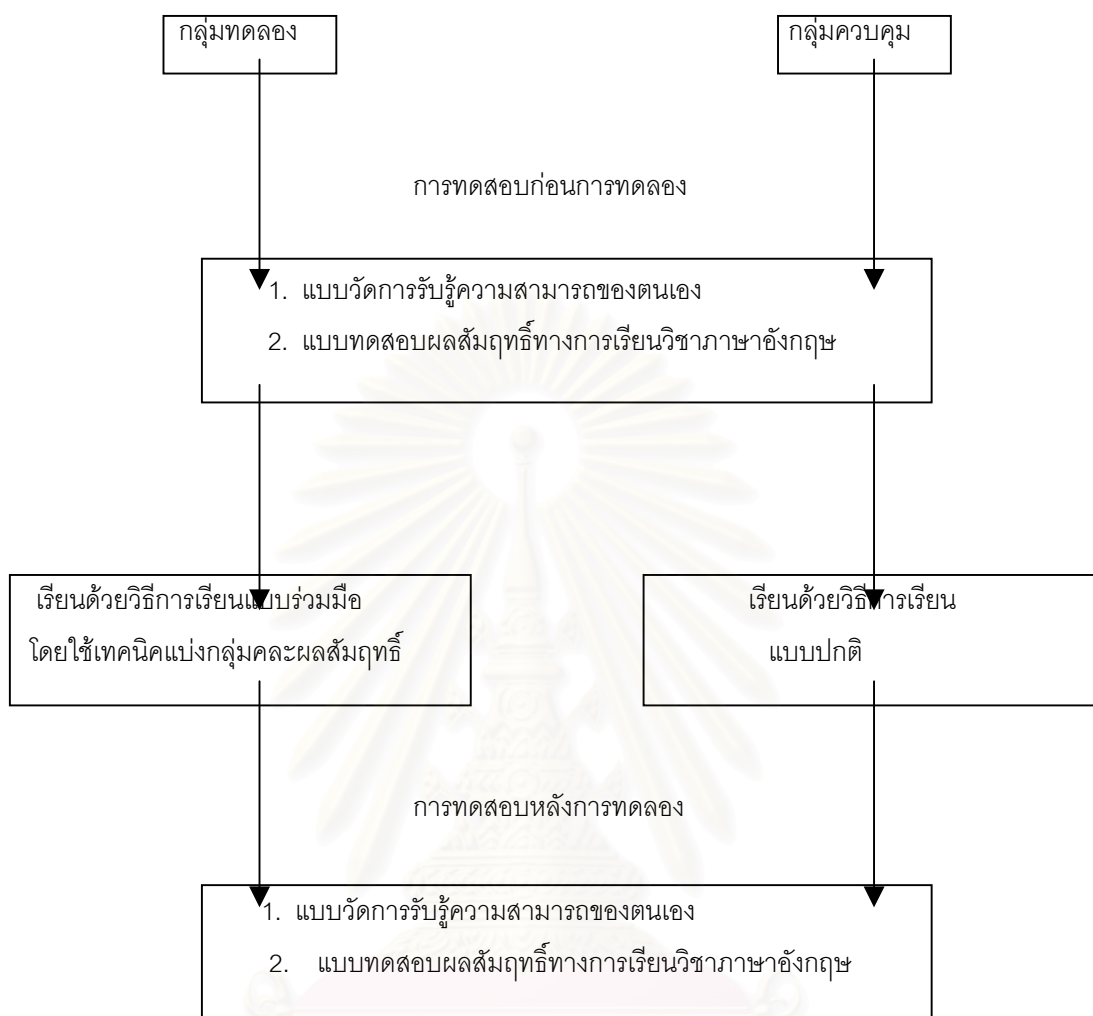 กลุ่มทดลอง
กลุ่มควบคุม
การทดสอบก่อนการทดลอง
1. แบบวัดการรับรู้ความสามารถของตนเอง
2. แบบทดสอบผลสัมฤทธิ์ทางการเรียนวิชาภาษาอังกฤษ
เรียนด้วยวิธีการเรียนแบบร่วมมือ
โดยใช้เทคนิคแบ่งกลุ่มคละผลสัมฤทธิ์
เรียนด้วยวิธีการเรียน
แบบปกติ
การทดสอบหลังการทดลอง
1. แบบวัดการรับรู้ความสามารถของตนเอง
2. แบบทดสอบผลสัมฤทธิ์ทางการเรียนวิชาภาษาอังกฤษ